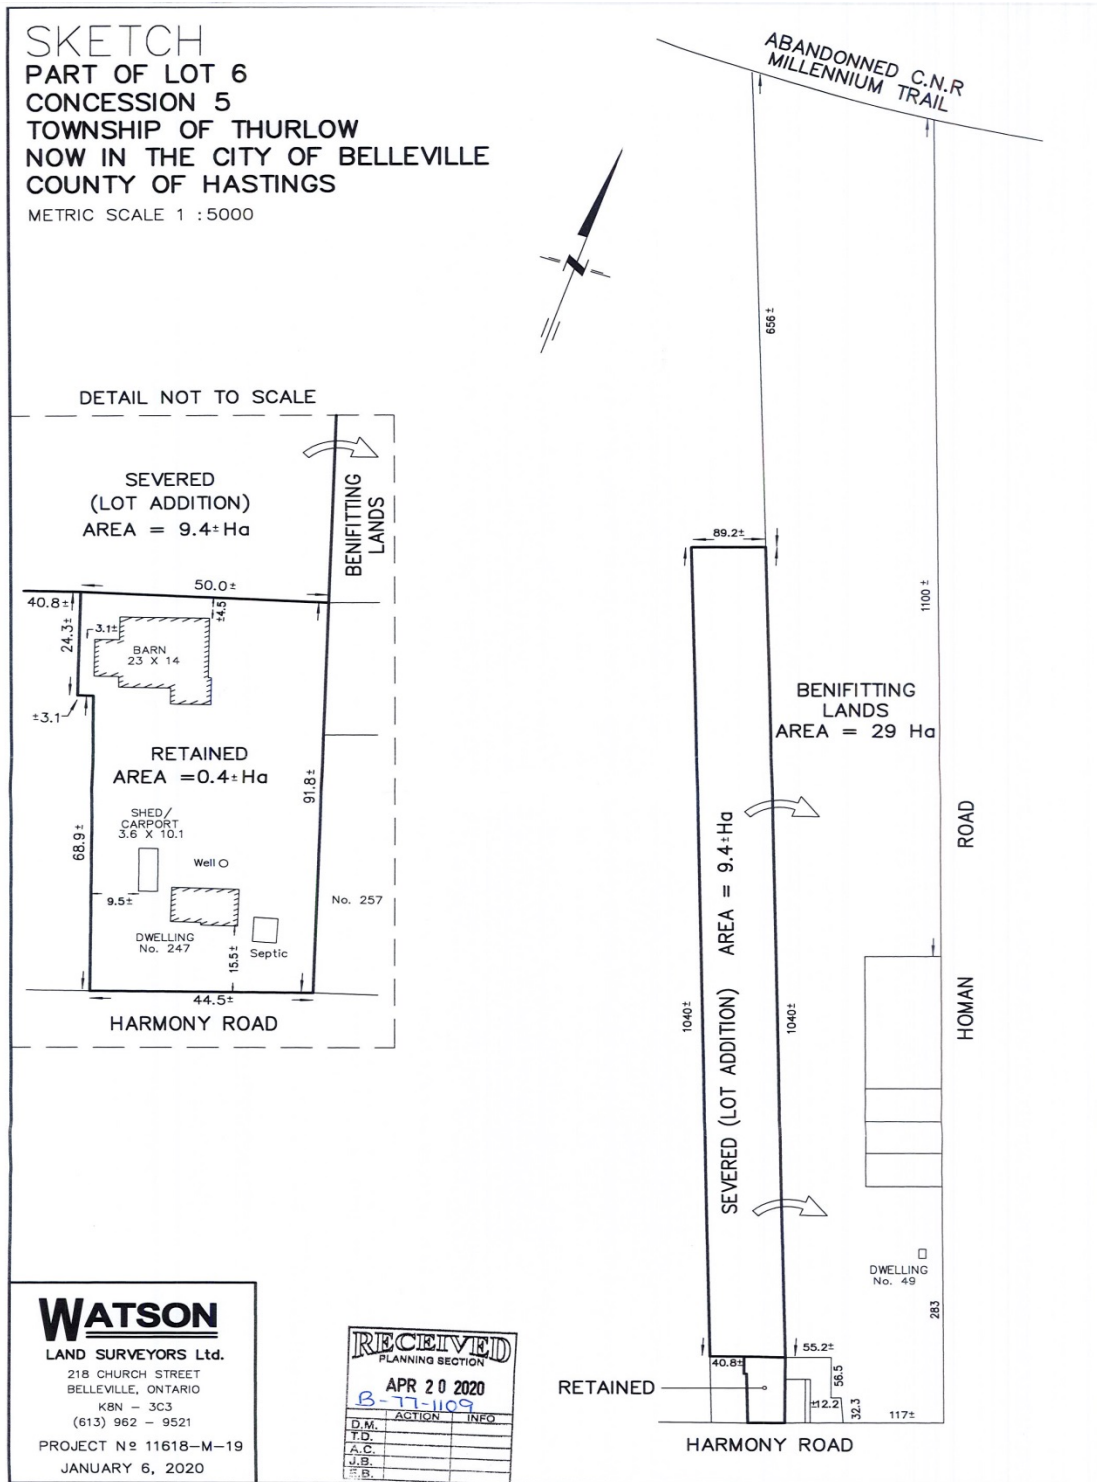 SKETCH
PART OF LOT 6
CONCESSION 5
TOWNSHIP OF THURLOW
NOW IN THE CITY OF BELLEVILLE
COUNTY OF HASTINGS
METRIC SCALE 1 : 5000
ABANDONNED C.N.R
MILLENNIUM TRAIL
656±
1100±
DETAIL NOT TO SCALE
SEVERED
(LOT ADDITION)
AREA = 9.4±Ha
BENIFITTING
LANDS
50.0±
40.8±
24.3±
3.1±
±4.5
BARN
23 X 14
±3.1
RETAINED
AREA =0.4±Ha
91.8±
68.9±
SHED/
CARPORT
3.6 X 10.1
Well
9.5±
No. 257
DWELLING
No. 247
15.5±
Septic
44.5±
HARMONY ROAD
89.2±
BENIFITTING
LANDS
AREA = 29 Ha
SEVERED (LOT ADDITION) AREA = 9.4±Ha
1040±
1040±
HOMAN ROAD
DWELLING
No. 49
283
55.2±
40.8±
56.5
RETAINED
±12.2
32.3
117±
HARMONY ROAD
WATSON
LAND SURVEYORS Ltd.
218 CHURCH STREET
BELLEVILLE, ONTARIO
K8N – 3C3
(613) 962 – 9521
PROJECT Nº 11618–M–19
JANUARY 6, 2020
RECEIVED
PLANNING SECTION
APR 20 2020
B-77-1109
ACTION INFO
D.M.
T.D.
A.C.
J.B.
E.B.